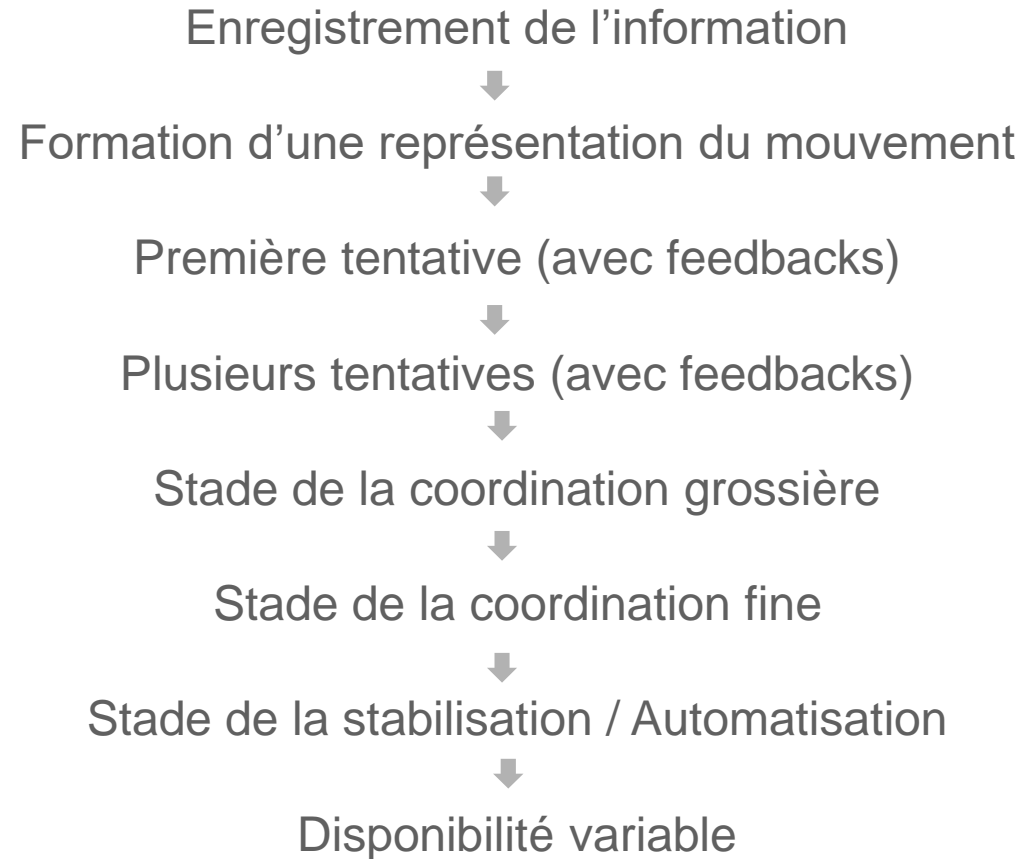 Enregistrement de l’information
Formation d’une représentation du mouvement
Première tentative (avec feedbacks)
Plusieurs tentatives (avec feedbacks)
Stade de la coordination grossière
Stade de la coordination fine
Stade de la stabilisation / Automatisation
Disponibilité variable